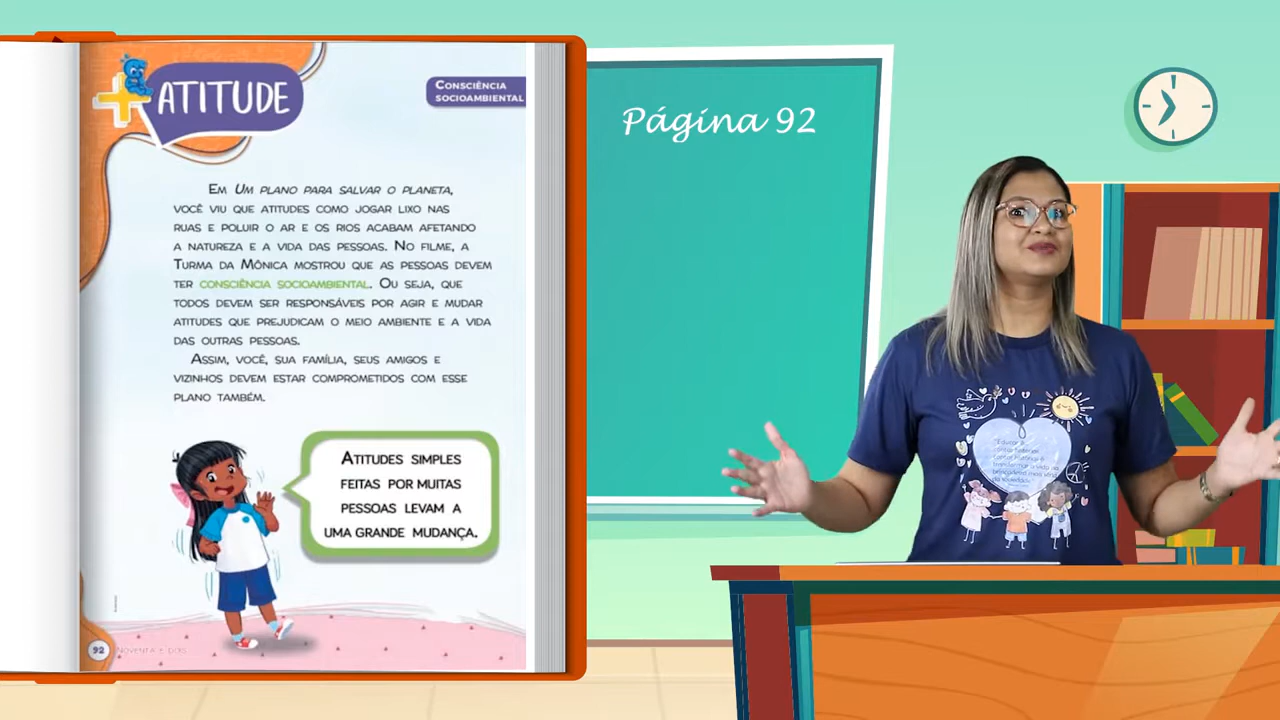 ATITUDE
CONSCIÊNCIA
SOCIOAMBIENTAL
EM UM PLANO PARA SALVAR O PLANETA,
VOCÊ VIU QUE ATITUDES COMO JOGAR LIXO NAS
RUAS E POLUIR O AR E OS RIOS ACABAM AFETANDO
A NATUREZA E A VIDA DAS PESSOAS. NO FILME, A
TURMA DA MÔNICA MOSTROU QUE AS PESSOAS DEVEM
TER CONSCIÊNCIA SOCIOAMBIENTAL. OU SEJA, QUE
TODOS DEVEM SER RESPONSÁVEIS POR AGIR E MUDAR
ATITUDES QUE PREJUDICAM O MEIO AMBIENTE E A VIDA
DAS OUTRAS PESSOAS.
ASSIM, VOCÊ, SUA FAMÍLIA, SEUS AMIGOS E
VIZINHOS DEVEM ESTAR COMPROMETIDOS COM ESSE
PLANO TAMBÉM.
ATITUDES SIMPLES
FEITAS POR MUITAS
PESSOAS LEVAM A
UMA GRANDE MUDANÇA.
92 NOVENTA E DOIS
Página 92
"Educar é